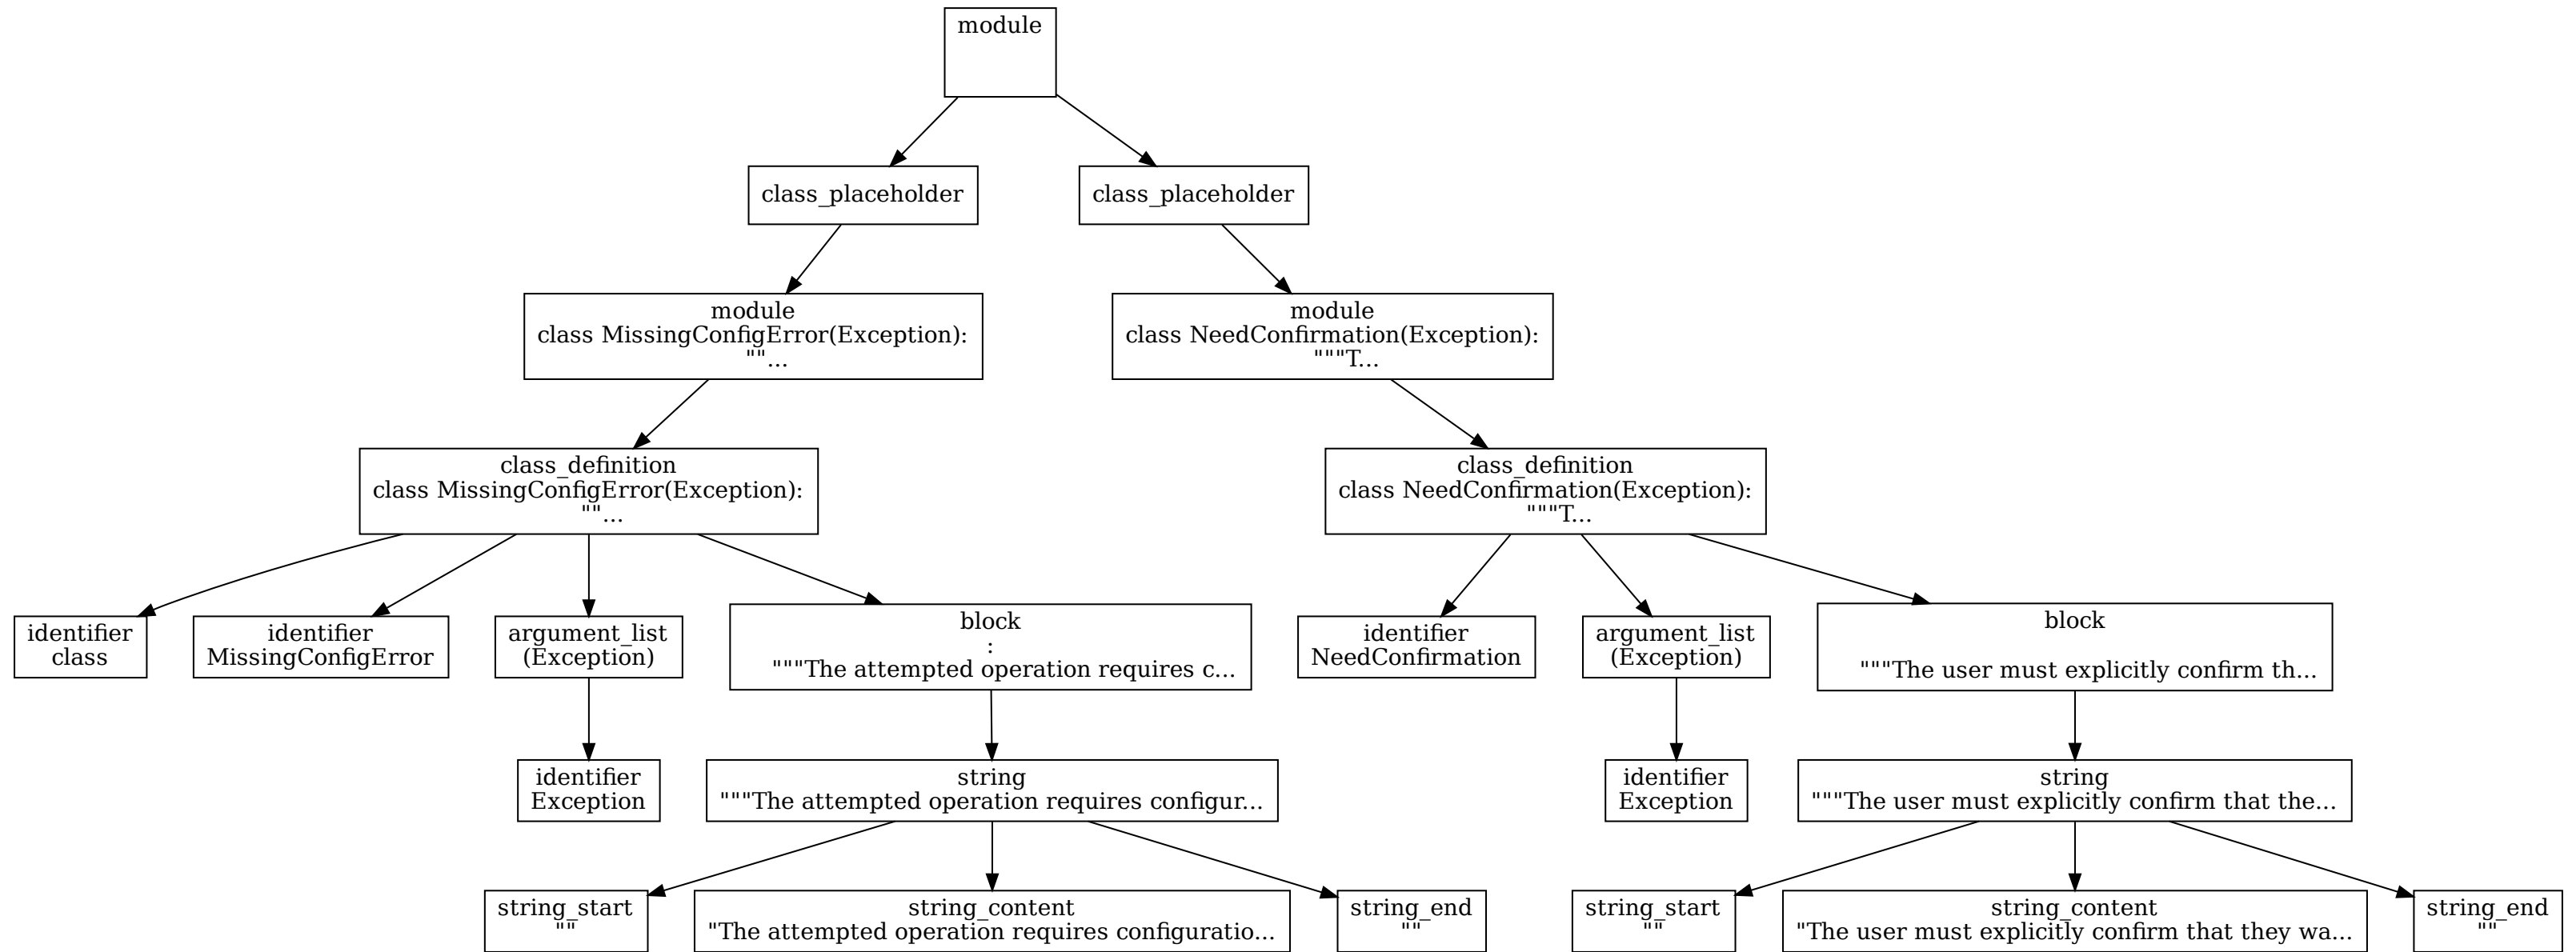 module
class_placeholder
class_placeholder
module
class MissingConfigError(Exception):
""...
module
class NeedConfirmation(Exception):
"""T...
class_definition
class MissingConfigError(Exception):
""...
class_definition
class NeedConfirmation(Exception):
"""T...
identifier
class
identifier
MissingConfigError
argument_list
(Exception)
block
:
"""The attempted operation requires c...
identifier
NeedConfirmation
argument_list
(Exception)
block
"""The user must explicitly confirm th...
identifier
Exception
string
"""The attempted operation requires configur...
identifier
Exception
string
"""The user must explicitly confirm that the...
string_start
""
string_content
"The attempted operation requires configuratio...
string_end
""
string_start
""
string_content
"The user must explicitly confirm that they wa...
string_end
""